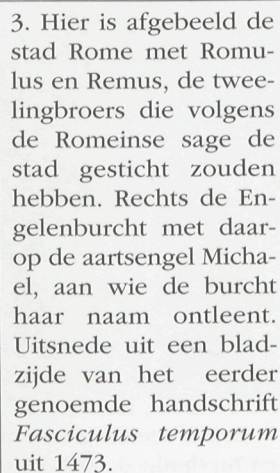 3. Hier is afgebeeld de
stad Rome met Romu-
lus en Remus, de twee-
lingbroers die volgens
de Romeinse sage de
stad gesticht zouden
hebben. Rechts de En-
gelenburcht met daar-
op de aartsengel Micha-
el, aan wie de burcht
haar naam ontleent.
Uitsnede uit een blad-
zijde van het eerder
genoemde handschrift
Fasciculus temporum
uit 1473.